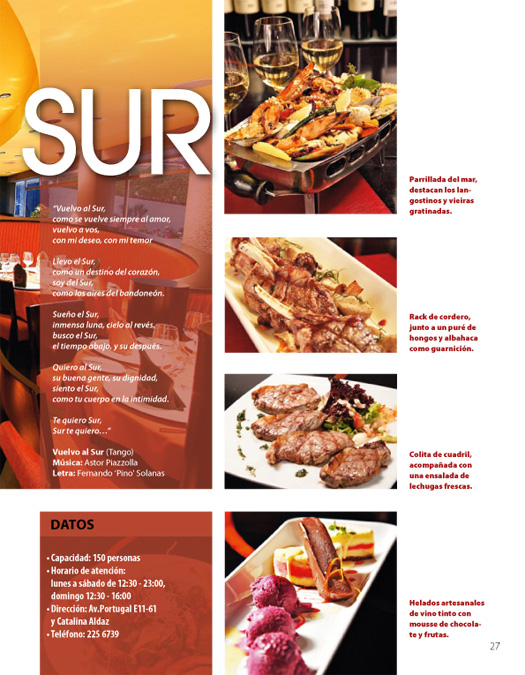 SUR
"Vuelvo al Sur,
como se vuelve siempre al amor,
vuelvo a vos,
con mi deseo, con mi temor
Llevo el Sur,
como un destino del corazón,
soy del Sur,
como los aires del bandoneón.
Sueño el Sur,
inmensa luna, cielo al revés,
busco el Sur,
el tiempo abajo, y su después.
Quiero al Sur,
su buena gente, su dignidad,
siento el Sur,
como tu cuerpo en la intimidad.
Te quiero Sur,
Sur te quiero…"
Vuelvo al Sur (Tango)
Música: Astor Piazzolla
Letra: Fernando 'Pino' Solanas
DATOS
• Capacidad: 150 personas
• Horario de atención:
lunes a sábado de 12:30 - 23:00,
domingo 12:30 - 16:00
• Dirección: Av.Portugal E11-61
y Catalina Aldaz
• Teléfono: 225 6739
Parrillada del mar,
destacan los lan-
gostinos y vieiras
gratinadas.
Rack de cordero,
junto a un puré de
hongos y albahaca
como guarnición.
Colita de cuadril,
acompañada con
una ensalada de
lechugas frescas.
Helados artesanales
de vino tinto con
mousse de chocola-
te y frutas.
27